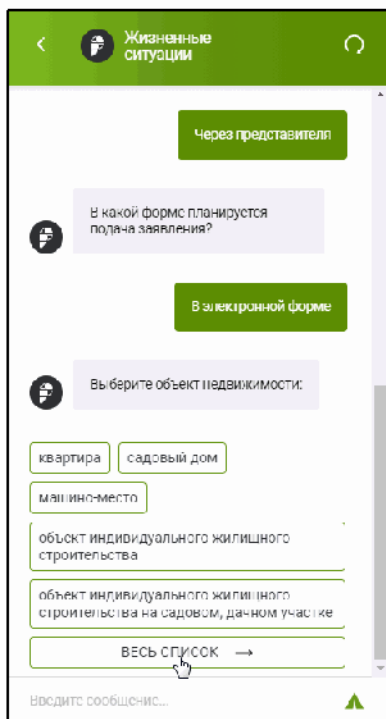 Жизненные
ситуации
Через представителя
В какой форме планируется
подача заявления?
В электронной форме
Выберите объект недвижимости:
квартира
садовый дом
машино-место
объект индивидуального жилищного
строительства
объект индивидуального жилищного
строительства на садовом, дачном участке
ВЕСЬ СПИСОК →
Введите сообщение...